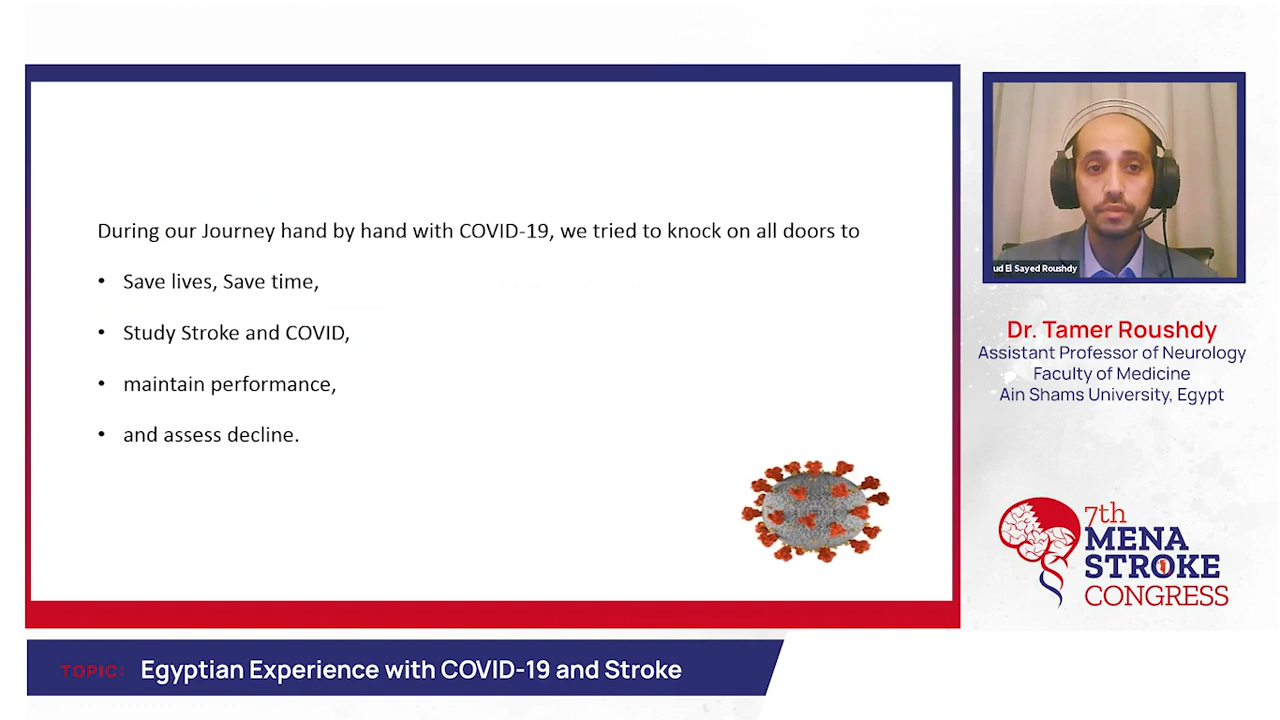 During our Journey hand by hand with COVID-19, we tried to knock on all doors to
• Save lives, Save time,
• Study Stroke and COVID,
• maintain performance,
• and assess decline.
ud El Sayed Roushdy
Dr. Tamer Roushdy
Assistant Professor of Neurology
Faculty of Medicine
Ain Shams University, Egypt
7th
MENA
STROKE
CONGRESS
TOPIC: Egyptian Experience with COVID-19 and Stroke